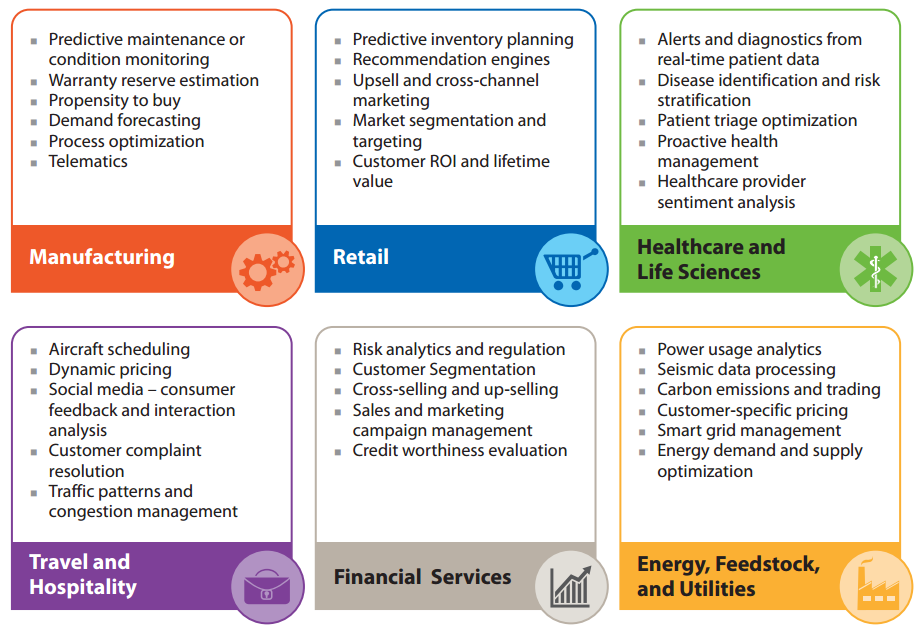 ▪ Predictive maintenance or
condition monitoring
▪ Warranty reserve estimation
▪ Propensity to buy
▪ Demand forecasting
▪ Process optimization
▪ Telematics
Manufacturing
▪ Predictive inventory planning
▪ Recommendation engines
▪ Upsell and cross-channel
marketing
▪ Market segmentation and
targeting
▪ Customer ROI and lifetime
value
Retail
▪ Alerts and diagnostics from
real-time patient data
▪ Disease identification and risk
stratification
▪ Patient triage optimization
▪ Proactive health
management
▪ Healthcare provider
sentiment analysis
Healthcare and
Life Sciences
▪ Aircraft scheduling
▪ Dynamic pricing
▪ Social media – consumer
feedback and interaction
analysis
▪ Customer complaint
resolution
▪ Traffic patterns and
congestion management
Travel and
Hospitality
▪ Risk analytics and regulation
▪ Customer Segmentation
▪ Cross-selling and up-selling
▪ Sales and marketing
campaign management
▪ Credit worthiness evaluation
Financial Services
▪ Power usage analytics
▪ Seismic data processing
▪ Carbon emissions and trading
▪ Customer-specific pricing
▪ Smart grid management
▪ Energy demand and supply
optimization
Energy, Feedstock,
and Utilities